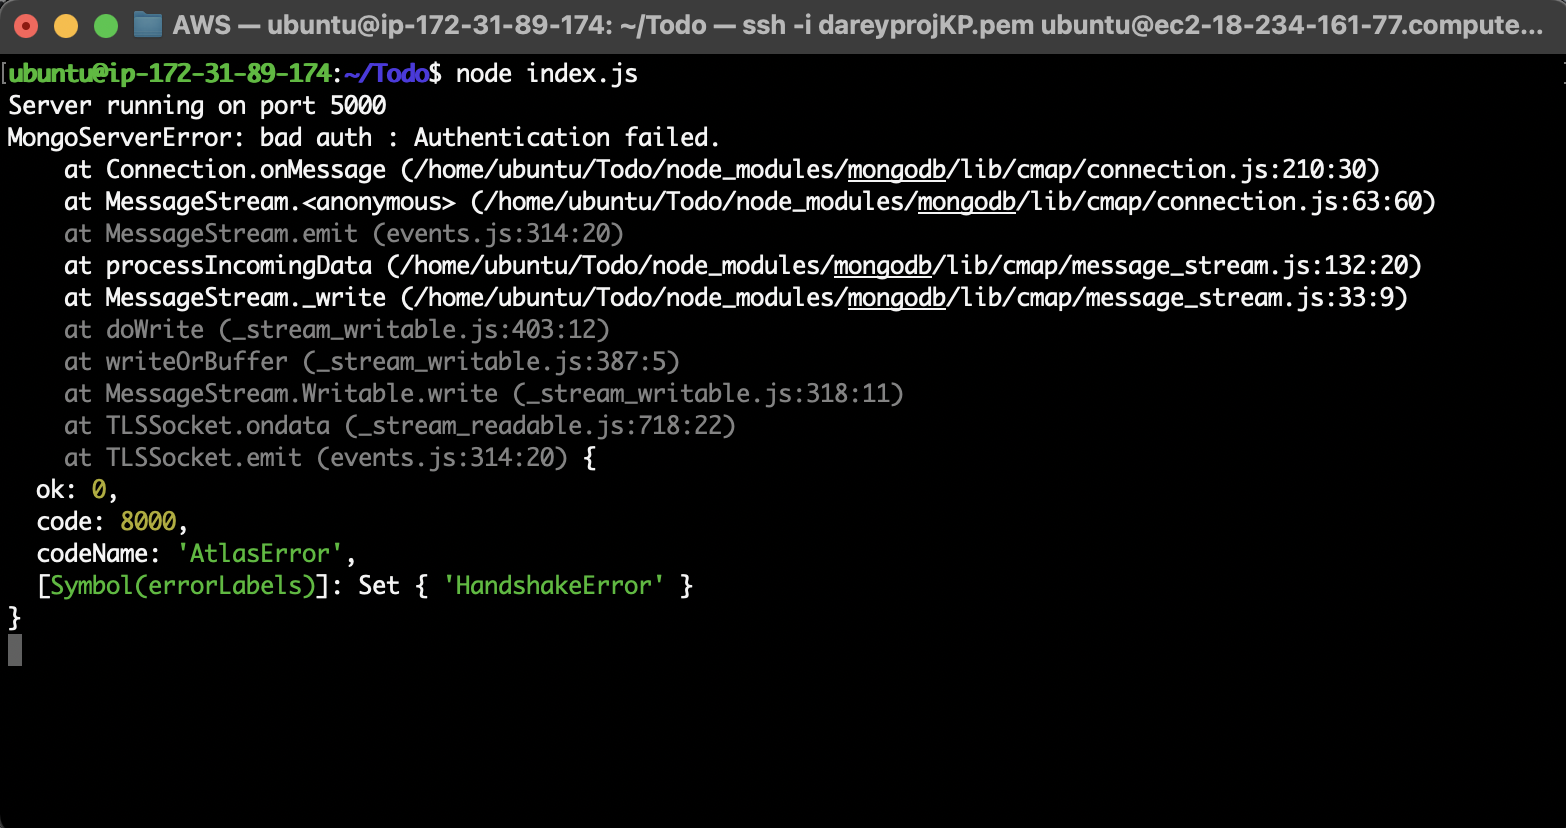 AWS — ubuntu@ip-172-31-89-174: ~/Todo — ssh -i dareyprojKP.pem ubuntu@ec2-18-234-161-77.compute...
[ubuntu@ip-172-31-89-174:~/Todo$ node index.js
Server running on port 5000
MongoServerError: bad auth : Authentication failed.
    at Connection.onMessage (/home/ubuntu/Todo/node_modules/mongodb/lib/cmap/connection.js:210:30)
    at MessageStream.<anonymous> (/home/ubuntu/Todo/node_modules/mongodb/lib/cmap/connection.js:63:60)
    at MessageStream.emit (events.js:314:20)
    at processIncomingData (/home/ubuntu/Todo/node_modules/mongodb/lib/cmap/message_stream.js:132:20)
    at MessageStream._write (/home/ubuntu/Todo/node_modules/mongodb/lib/cmap/message_stream.js:33:9)
    at doWrite (_stream_writable.js:403:12)
    at writeOrBuffer (_stream_writable.js:387:5)
    at MessageStream.Writable.write (_stream_writable.js:318:11)
    at TLSSocket.ondata (_stream_readable.js:718:22)
    at TLSSocket.emit (events.js:314:20) {
  ok: 0,
  code: 8000,
  codeName: 'AtlasError',
  [Symbol(errorLabels)]: Set { 'HandshakeError' }
}